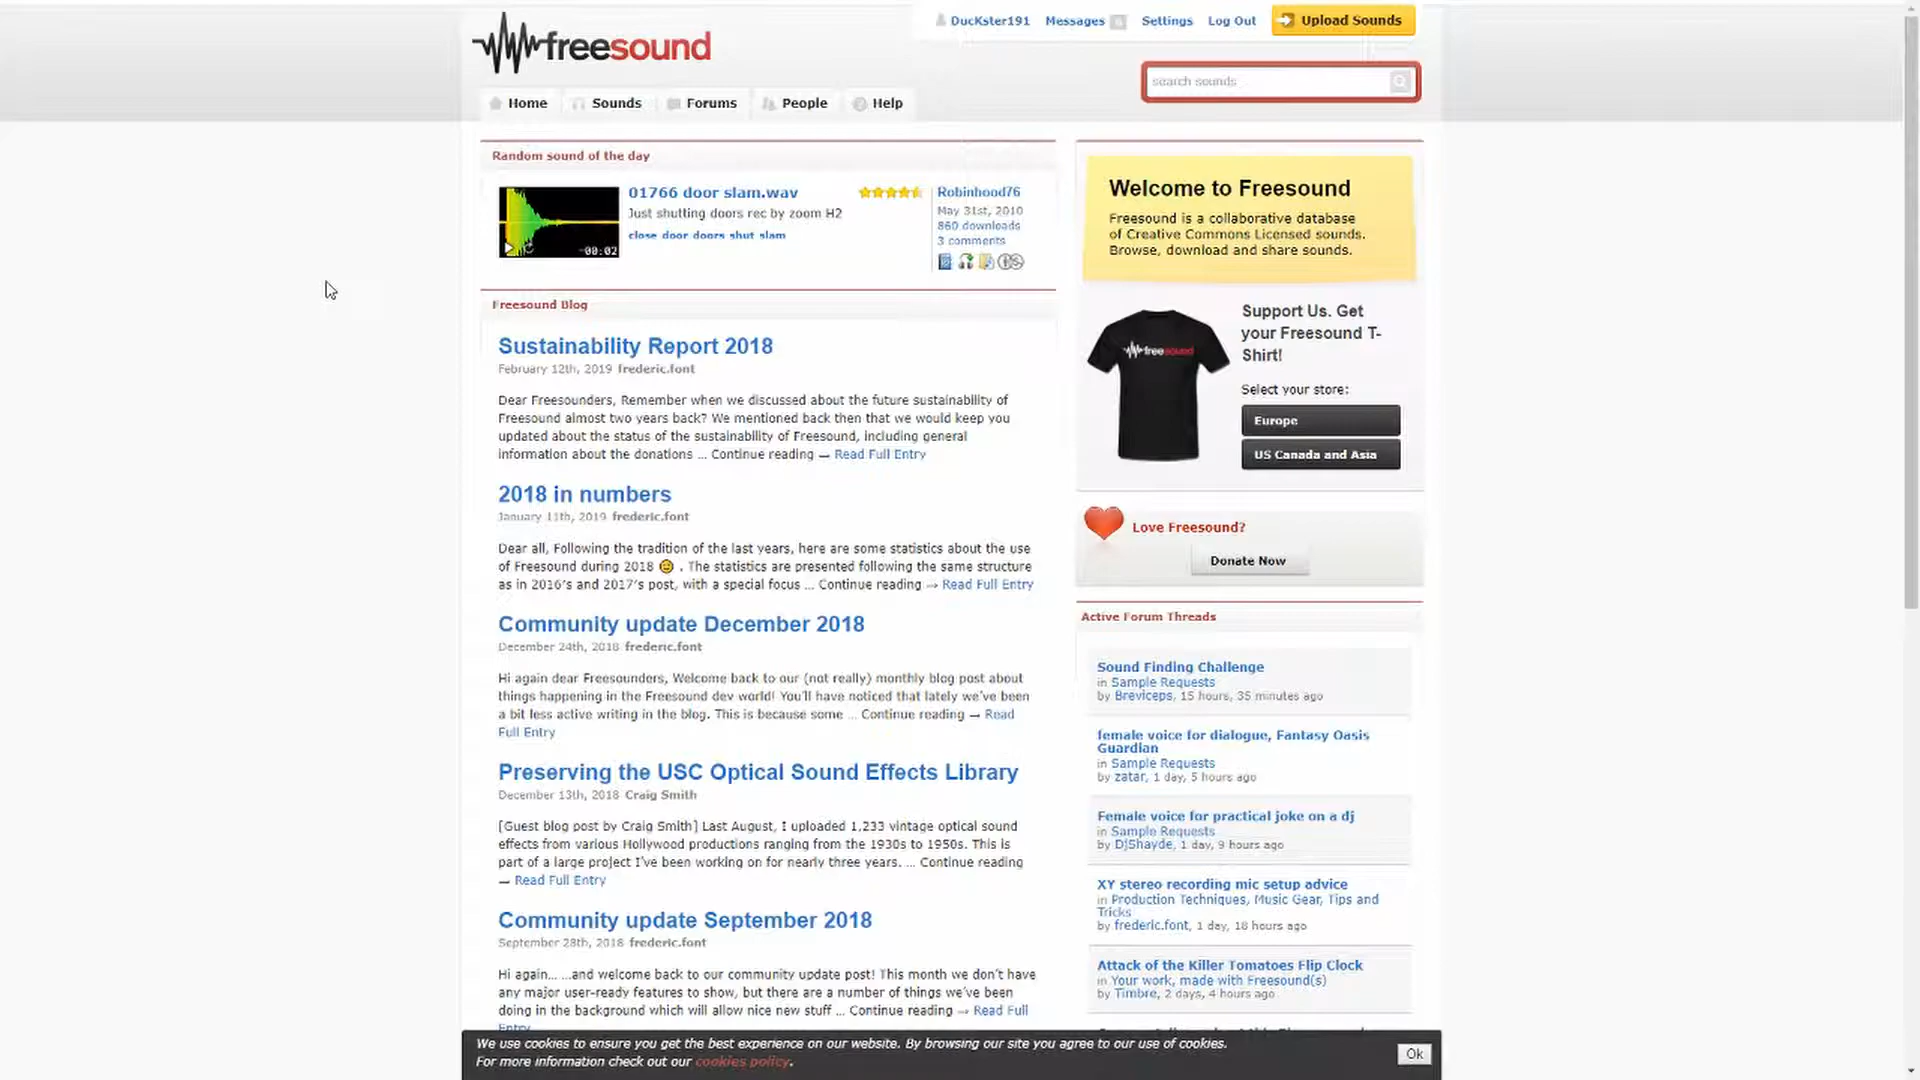 DucKster191 Messages Settings Log Out Upload Sounds
freesound
search sounds
Home Sounds Forums People Help
Random sound of the day
01766 door slam.wav
Just shutting doors rec by zoom H2
close door doors shut slam
-00:02
Robinhood76
May 31st, 2010
860 downloads
3 comments
Freesound Blog
Sustainability Report 2018
February 12th, 2019 frederic.font
Dear Freesounders, Remember when we discussed about the future sustainability of
Freesound almost two years back? We mentioned back then that we would keep you
updated about the status of the sustainability of Freesound, including general
information about the donations ... Continue reading → Read Full Entry
2018 in numbers
January 11th, 2019 frederic.font
Dear all, Following the tradition of the last years, here are some statistics about the use
of Freesound during 2018 🙂 . The statistics are presented following the same structure
as in 2016's and 2017's post, with a special focus ... Continue reading → Read Full Entry
Community update December 2018
December 24th, 2018 frederic.font
Hi again dear Freesounders, Welcome back to our (not really) monthly blog post about
things happening in the Freesound dev world! You'll have noticed that lately we've been
a bit less active writing in the blog. This is because some ... Continue reading → Read
Full Entry
Preserving the USC Optical Sound Effects Library
December 13th, 2018 Craig Smith
[Guest blog post by Craig Smith] Last August, I uploaded 1,233 vintage optical sound
effects from various Hollywood productions ranging from the 1930s to 1950s. This is
part of a large project I've been working on for nearly three years. ... Continue reading
→ Read Full Entry
Community update September 2018
September 28th, 2018 frederic.font
Hi again... ...and welcome back to our community update post! This month we don't have
any major user-ready features to show, but there are a number of things we've been
doing in the background which will allow nice new stuff ... Continue reading → Read Full
Entry
Welcome to Freesound
Freesound is a collaborative database
of Creative Commons Licensed sounds.
Browse, download and share sounds.
freesound
Support Us. Get
your Freesound T-
Shirt!
Select your store:
Europe
US Canada and Asia
Love Freesound?
Donate Now
Active Forum Threads
Sound Finding Challenge
in Sample Requests
by Breviceps, 15 hours, 35 minutes ago
female voice for dialogue, Fantasy Oasis
Guardian
in Sample Requests
by zatar, 1 day, 5 hours ago
Female voice for practical joke on a dj
in Sample Requests
by DjShayde, 1 day, 9 hours ago
XY stereo recording mic setup advice
in Production Techniques, Music Gear, Tips and
Tricks
by frederic.font, 1 day, 18 hours ago
Attack of the Killer Tomatoes Flip Clock
in Your work, made with Freesound(s)
by Timbre, 2 days, 4 hours ago
We use cookies to ensure you get the best experience on our website. By browsing our site you agree to our use of cookies.
For more information check out our cookies policy.
Ok